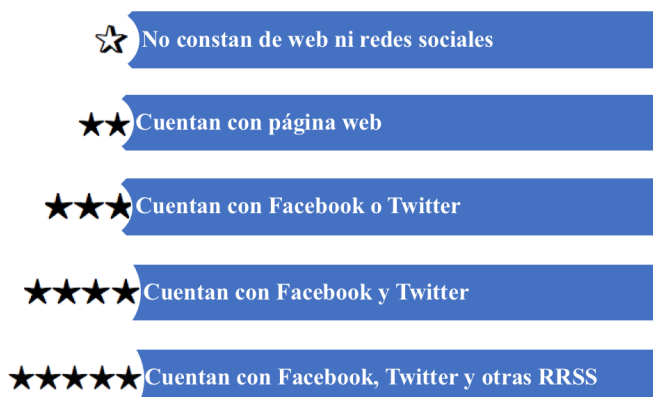 No constan de web ni redes sociales
Cuentan con página web
Cuentan con Facebook o Twitter
Cuentan con Facebook y Twitter
Cuentan con Facebook, Twitter y otras RRSS